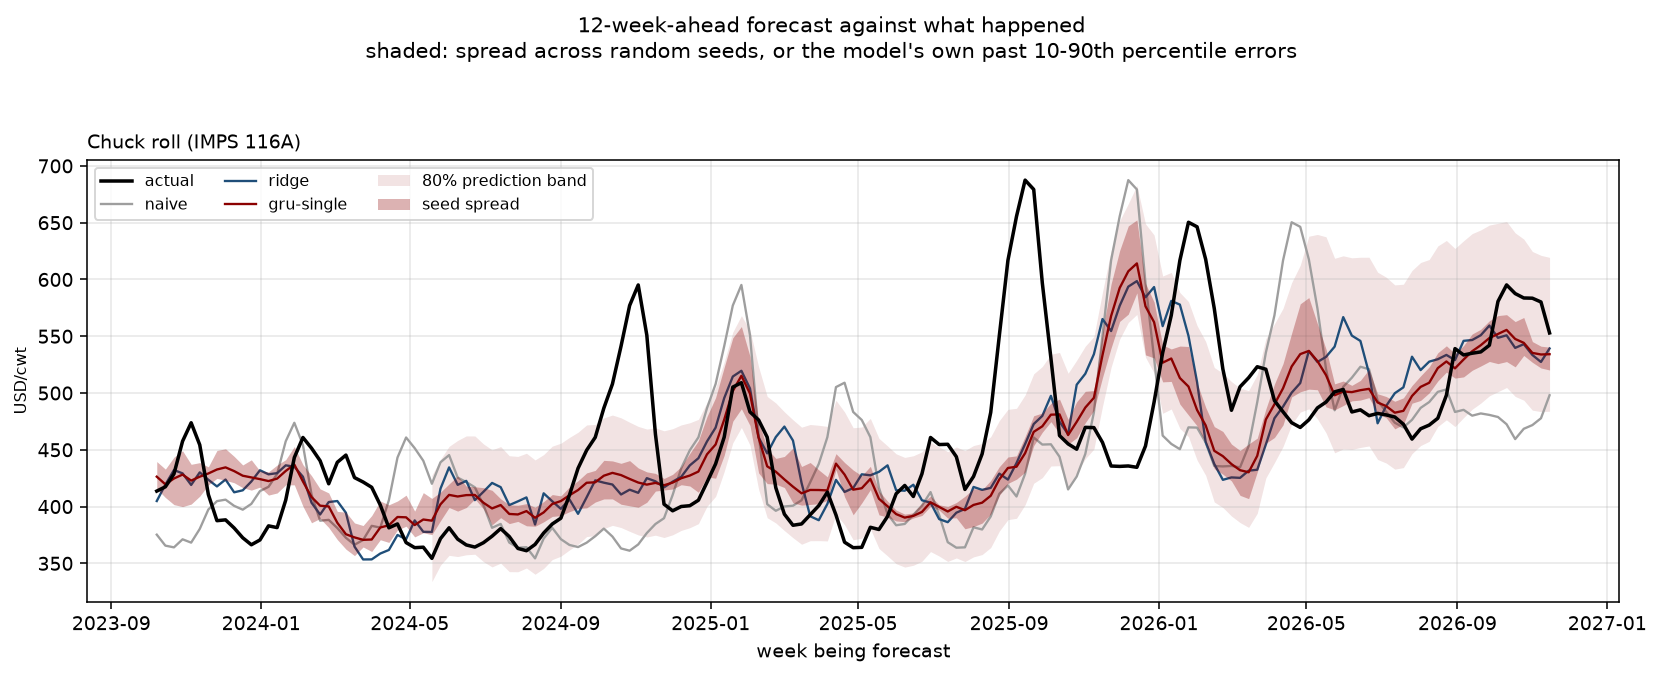 12-week-ahead forecast against what happened
shaded: spread across random seeds, or the model's own past 10-90th percentile errors
Chuck roll (IMPS 116A)
actual
naive
ridge
gru-single
80% prediction band
seed spread
USD/cwt
700
650
600
550
500
450
400
350
2023-09
2024-01
2024-05
2024-09
2025-01
2025-05
2025-09
2026-01
2026-05
2026-09
2027-01
week being forecast